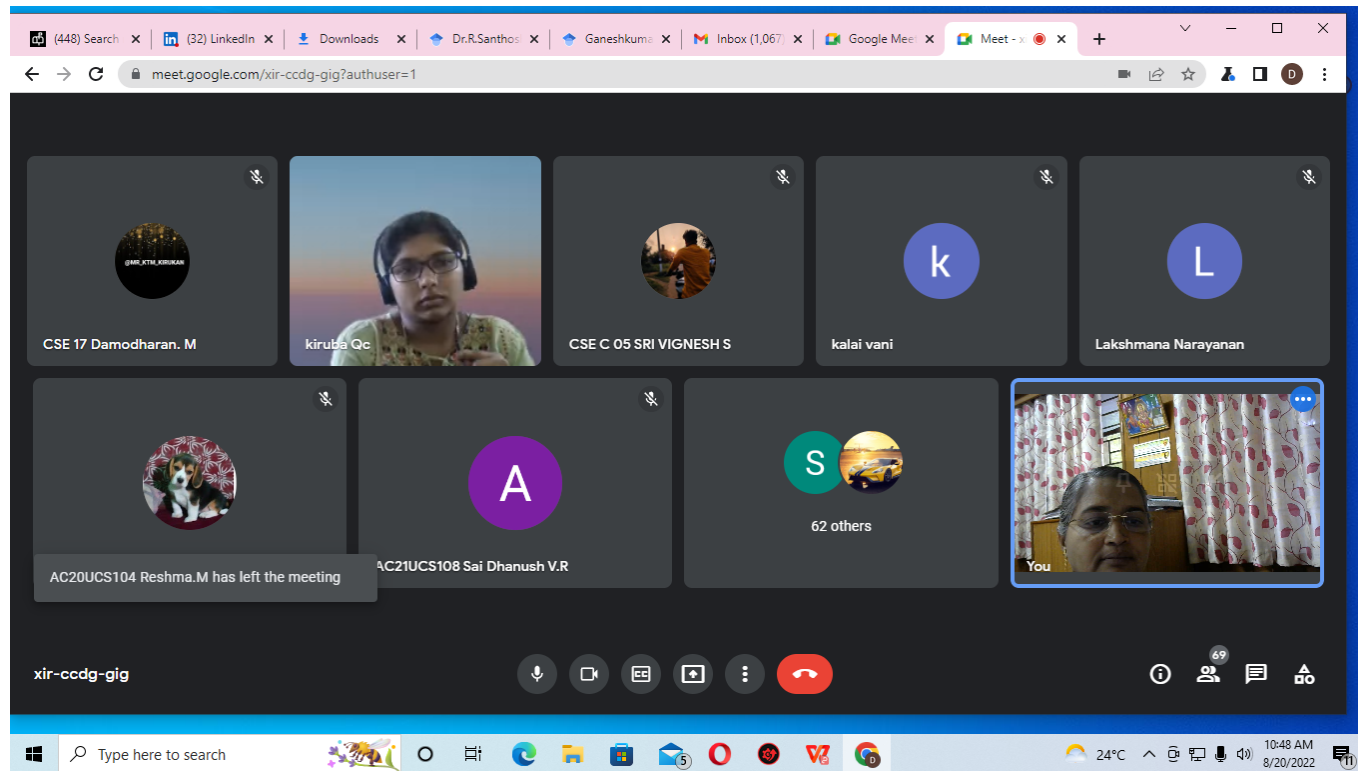 (448) Search
(32) LinkedIn
Downloads
Dr.R.Santhos
Ganeshkuma
Inbox (1,067)
Google Meet
Meet - x
meet.google.com/xir-ccdg-gig?authuser=1
D
@MR_KTM_KIRUKAN
k
L
CSE 17 Damodharan. M
kiruba Qc
CSE C 05 SRI VIGNESH S
kalai vani
Lakshmana Narayanan
A
S
62 others
AC20UCS104 Reshma.M has left the meeting
AC21UCS108 Sai Dhanush V.R
You
xir-ccdg-gig
CC
69
Type here to search
5
D
24°C
10:48 AM
8/20/2022
11